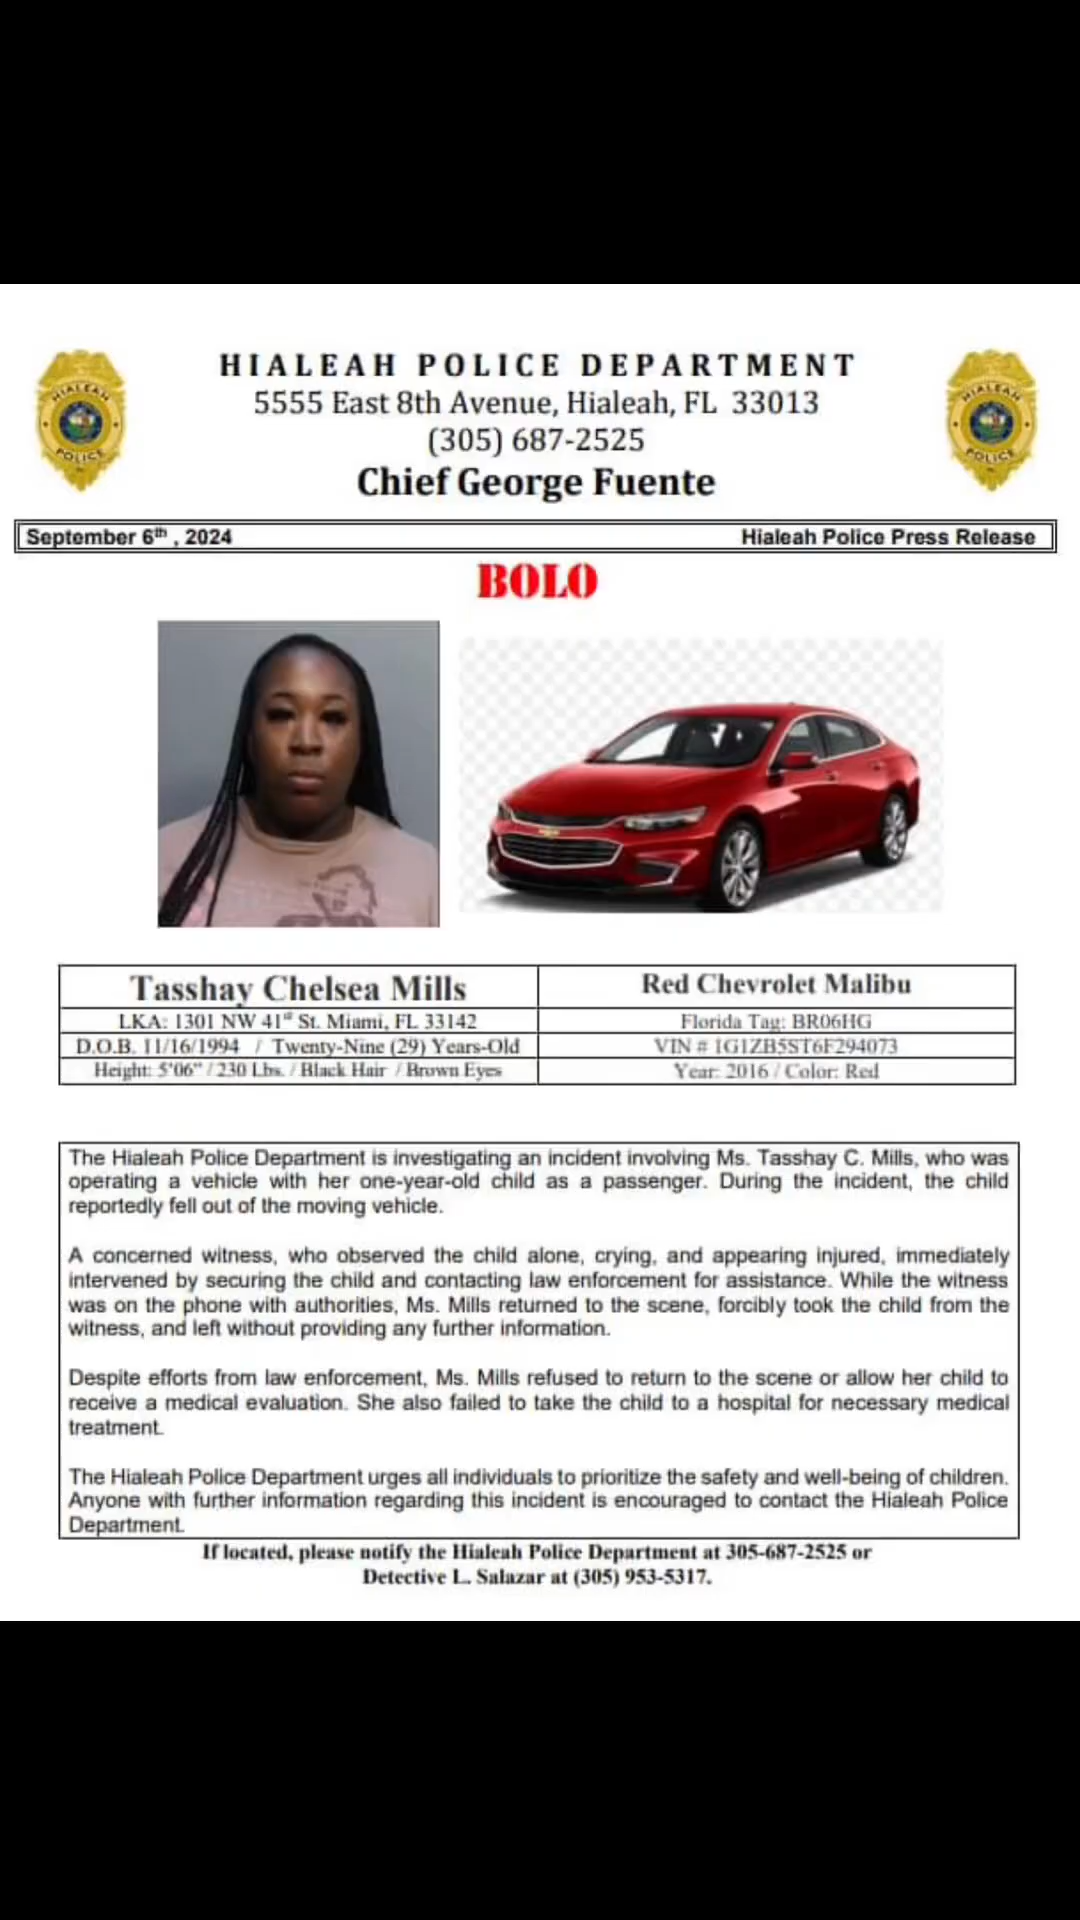 HIALEAH POLICE DEPARTMENT
5555 East 8th Avenue, Hialeah, FL 33013
(305) 687-2525
Chief George Fuente
HIALEAH
POLICE
HIALEAH
POLICE
September 6th , 2024
Hialeah Police Press Release
BOLO
Tasshay Chelsea Mills
LKA: 1301 NW 41st St. Miami, FL 33142
D.O.B. 11/16/1994 / Twenty-Nine (29) Years-Old
Height: 5'06" / 230 Lbs. / Black Hair / Brown Eyes
Red Chevrolet Malibu
Florida Tag: BR06HG
VIN # 1G1ZB5ST6F294073
Year: 2016 / Color: Red
The Hialeah Police Department is investigating an incident involving Ms. Tasshay C. Mills, who was
operating a vehicle with her one-year-old child as a passenger. During the incident, the child
reportedly fell out of the moving vehicle.
A concerned witness, who observed the child alone, crying, and appearing injured, immediately
intervened by securing the child and contacting law enforcement for assistance. While the witness
was on the phone with authorities, Ms. Mills returned to the scene, forcibly took the child from the
witness, and left without providing any further information.
Despite efforts from law enforcement, Ms. Mills refused to return to the scene or allow her child to
receive a medical evaluation. She also failed to take the child to a hospital for necessary medical
treatment.
The Hialeah Police Department urges all individuals to prioritize the safety and well-being of children.
Anyone with further information regarding this incident is encouraged to contact the Hialeah Police
Department.
If located, please notify the Hialeah Police Department at 305-687-2525 or
Detective L. Salazar at (305) 953-5317.